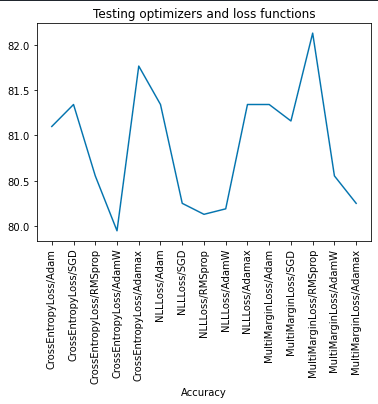 Testing optimizers and loss functions
82.0
81.5
81.0
80.5
80.0
CrossEntropyLoss/Adam
CrossEntropyLoss/SGD
CrossEntropyLoss/RMSprop
CrossEntropyLoss/AdamW
CrossEntropyLoss/Adamax
NLLLoss/Adam
NLLLoss/SGD
NLLLoss/RMSprop
NLLLoss/AdamW
NLLLoss/Adamax
MultiMarginLoss/Adam
MultiMarginLoss/SGD
MultiMarginLoss/RMSprop
MultiMarginLoss/AdamW
MultiMarginLoss/Adamax
Accuracy